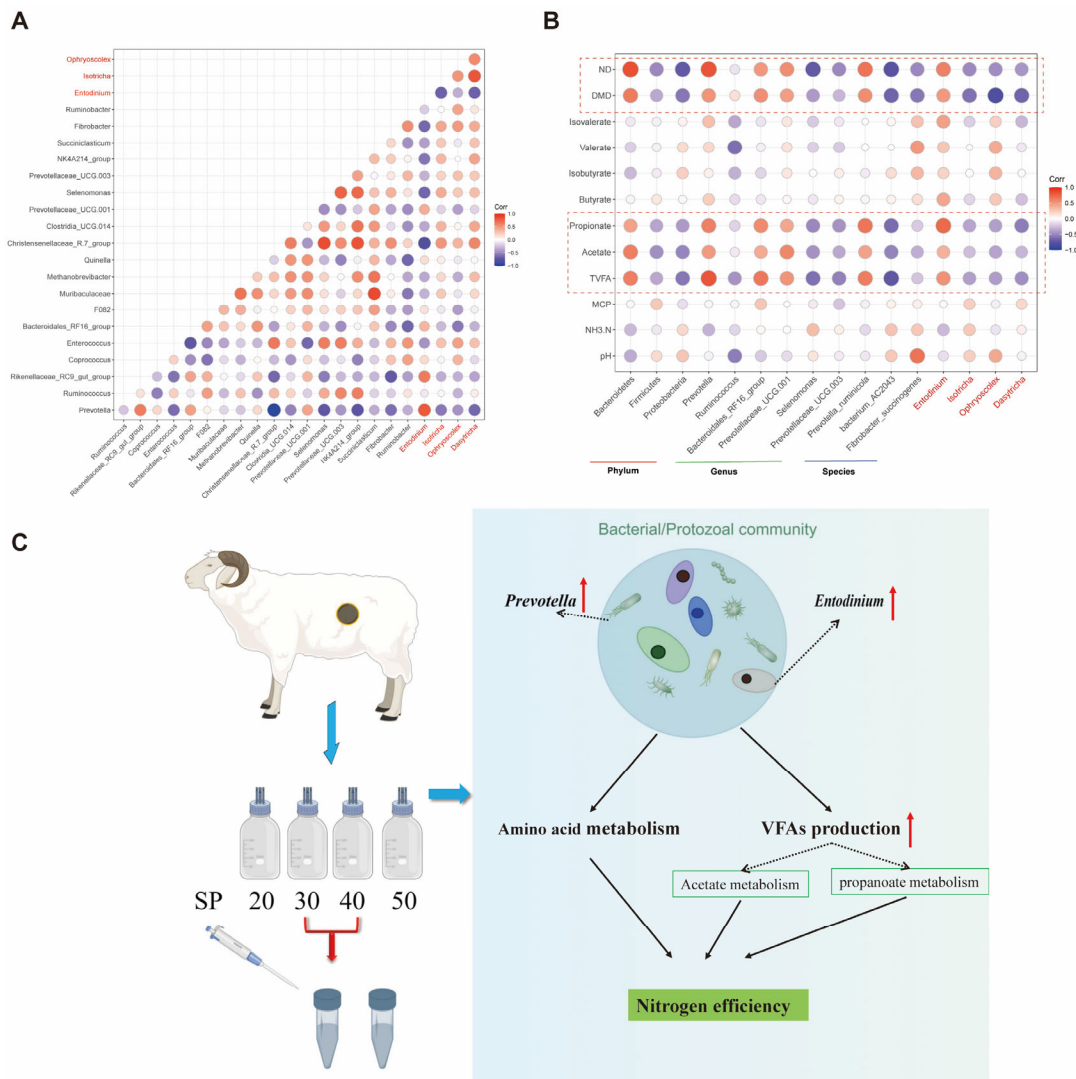 A
Ophryoscolex
Isotricha
Entodinium
Ruminobacter
Fibrobacter
Succiniclasticum
NK4A214_group
Prevotellaceae_UCG.003
Selenomonas
Prevotellaceae_UCG.001
Clostridia_UCG.014
Christensenellaceae_R.7_group
Quinella
Methanobrevibacter
Muribaculaceae
F082
Bacteroidales_RF16_group
Enterococcus
Coprococcus
Rikenellaceae_RC9_gut_group
Ruminococcus
Prevotella
Ruminococcus
Rikenellaceae_RC9_gut_group
Coprococcus
Enterococcus
Bacteroidales_RF16_group
F082
Muribaculaceae
Methanobrevibacter
Quinella
Christensenellaceae_R.7_group
Clostridia_UCG.014
Prevotellaceae_UCG.001
Selenomonas
Prevotellaceae_UCG.003
NK4A214_group
Succiniclasticum
Fibrobacter
Ruminobacter
Entodinium
Isotricha
Ophryoscolex
Dasytricha
Corr
1.0
0.5
0.0
−0.5
−1.0
B
ND
DMD
Isovalerate
Valerate
Isobutyrate
Butyrate
Propionate
Acetate
TVFA
MCP
NH3.N
pH
Bacteroidetes
Firmicutes
Proteobacteria
Prevotella
Ruminococcus
Bacteroidales_RF16_group
Prevotellaceae_UCG.001
Selenomonas
Prevotellaceae_UCG.003
Prevotella_ruminicola
bacterium_AC2043
Fibrobacter_succinogenes
Entodinium
Isotricha
Ophryoscolex
Dasytricha
Corr
1.0
0.5
0.0
−0.5
−1.0
Phylum
Genus
Species
C
Bacterial/Protozoal community
Prevotella
Entodinium
Amino acid metabolism
VFAs production
Acetate metabolism
propanoate metabolism
Nitrogen efficiency
SP 20 30 40 50